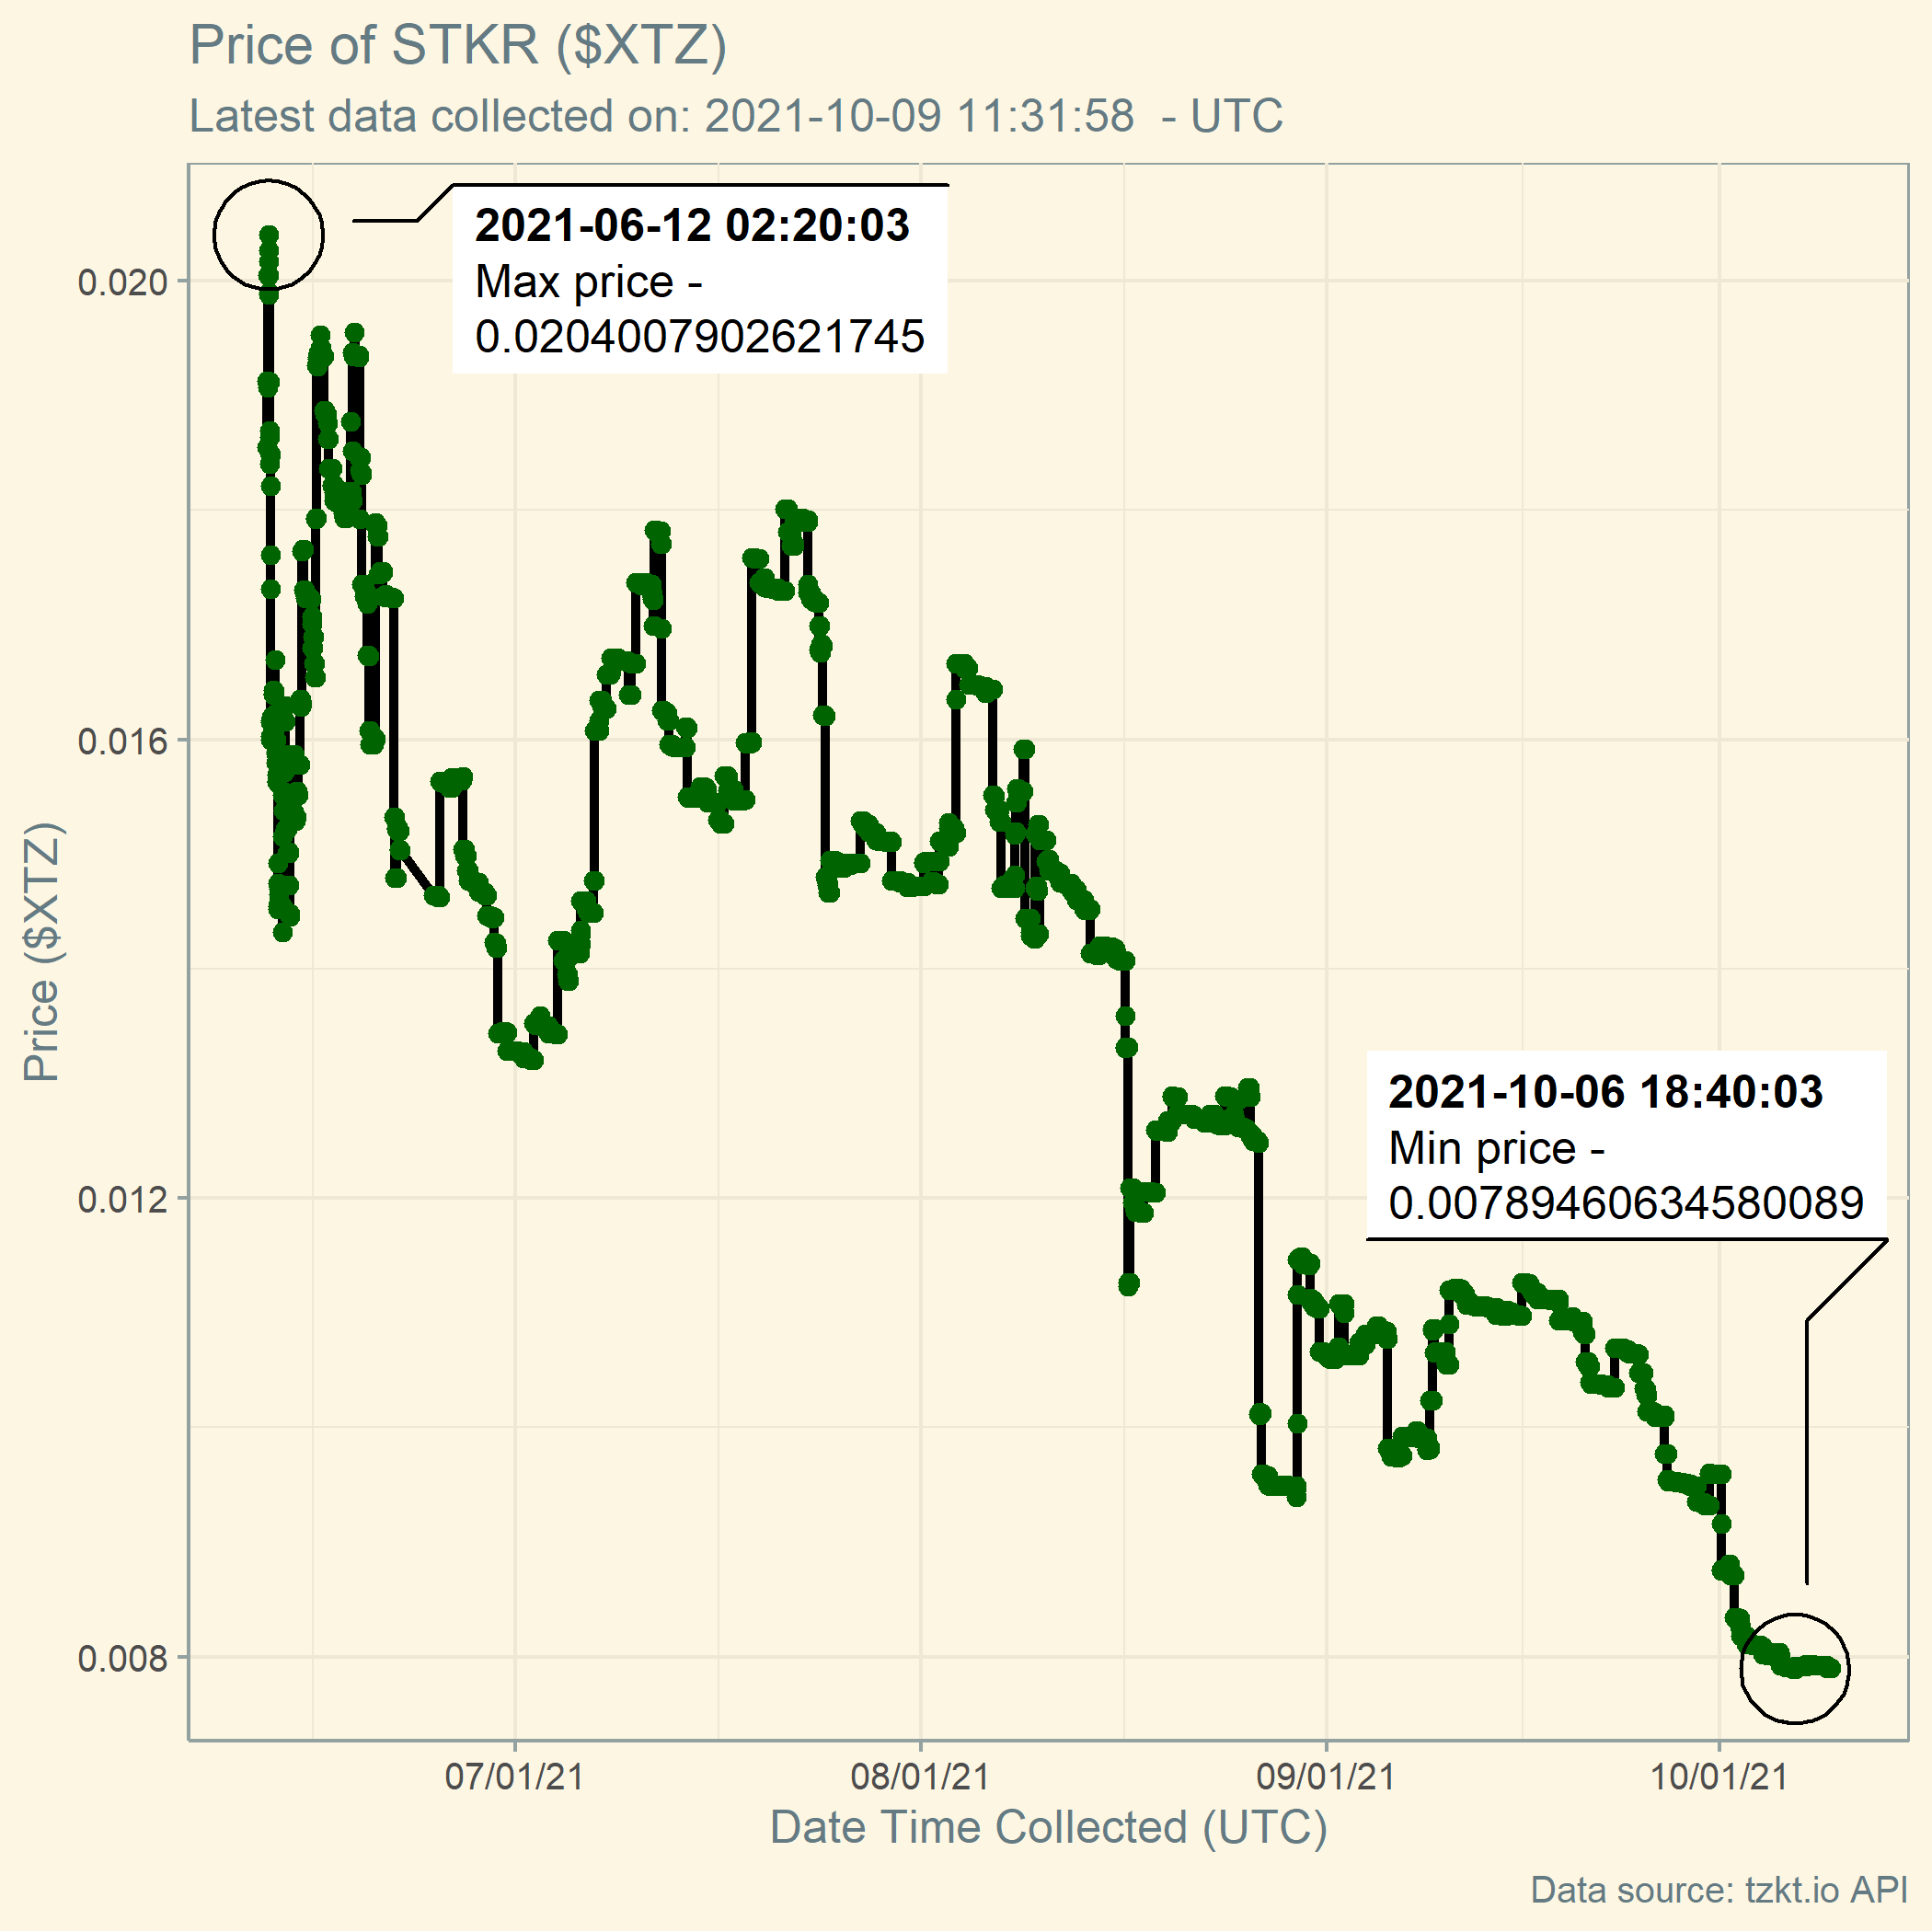 Price of STKR ($XTZ)
Latest data collected on: 2021-10-09 11:31:58  - UTC
2021-06-12 02:20:03
Max price -
0.0204007902621745
0.020
0.016
0.012
0.008
Price ($XTZ)
2021-10-06 18:40:03
Min price -
0.00789460634580089
07/01/21
08/01/21
09/01/21
10/01/21
Date Time Collected (UTC)
Data source: tzkt.io API